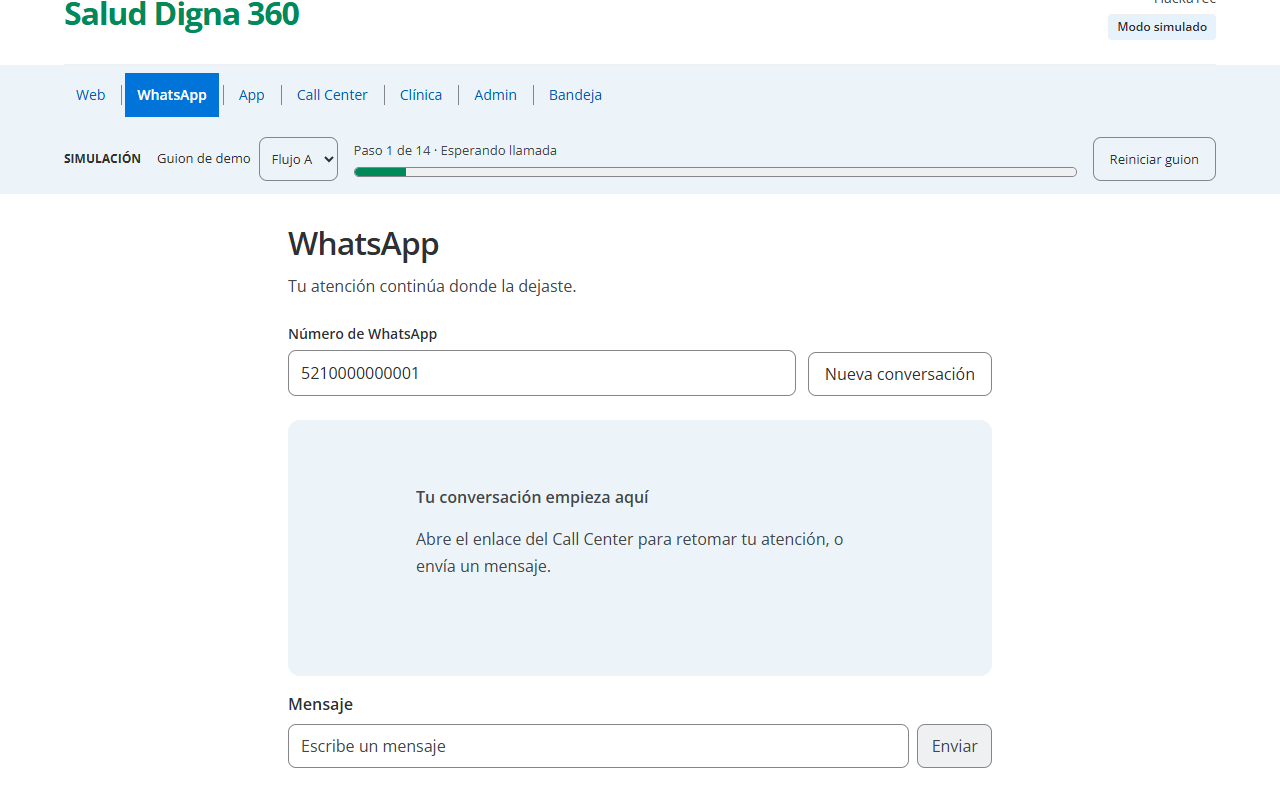 Salud Digna 360
Modo simulado
Web
WhatsApp
App
Call Center
Clínica
Admin
Bandeja
SIMULACIÓN
Guion de demo
Flujo A
Paso 1 de 14 · Esperando llamada
Reiniciar guion
WhatsApp
Tu atención continúa donde la dejaste.
Número de WhatsApp
5210000000001
Nueva conversación
Tu conversación empieza aquí
Abre el enlace del Call Center para retomar tu atención, o
envía un mensaje.
Mensaje
Escribe un mensaje
Enviar